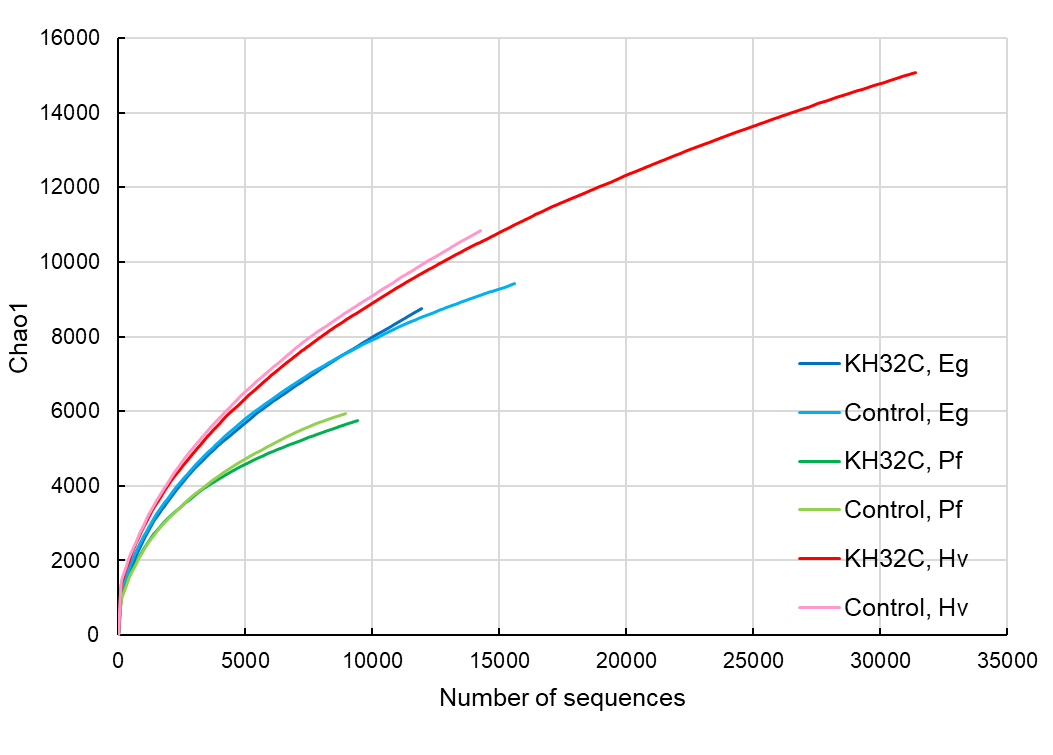 16000
14000
12000
10000
8000
6000
4000
2000
0
Chao1
KH32C, Eg
Control, Eg
KH32C, Pf
Control, Pf
KH32C, Hv
Control, Hv
0 5000 10000 15000 20000 25000 30000 35000
Number of sequences